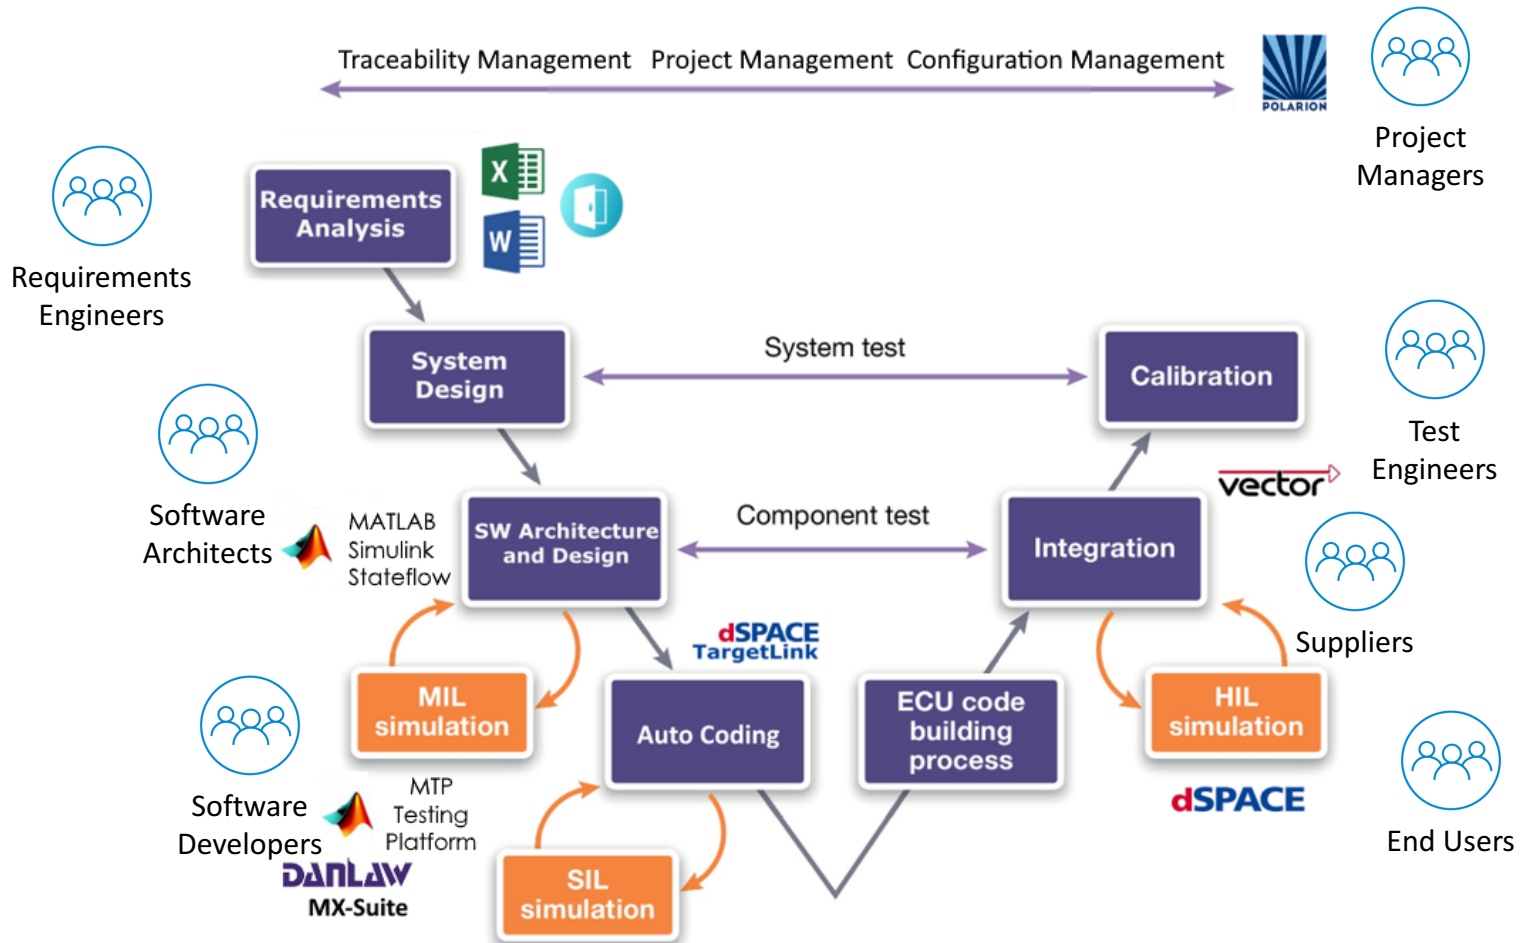 Traceability Management Project Management Configuration Management
POLARION
Project
Managers
Requirements
Analysis
X
W
Requirements
Engineers
System
Design
System test
Calibration
Test
Engineers
Software
Architects
MATLAB
Simulink
Stateflow
SW Architecture
and Design
Component test
Integration
vector
Suppliers
dSPACE
TargetLink
MIL
simulation
Auto Coding
ECU code
building
process
HIL
simulation
dSPACE
Software
Developers
MTP
Testing
Platform
DANLAW
MX-Suite
SIL
simulation
End Users